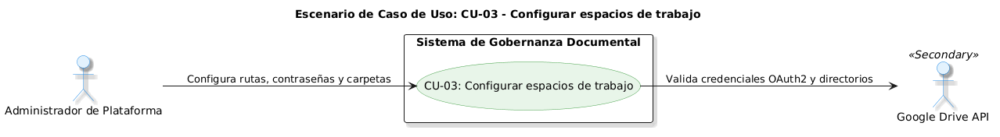 Escenario de Caso de Uso: CU-03 - Configurar espacios de trabajo
Sistema de Gobernanza Documental
«Secondary»
Configura rutas, contraseñas y carpetas
CU-03: Configurar espacios de trabajo
Valida credenciales OAuth2 y directorios
Administrador de Plataforma
Google Drive API